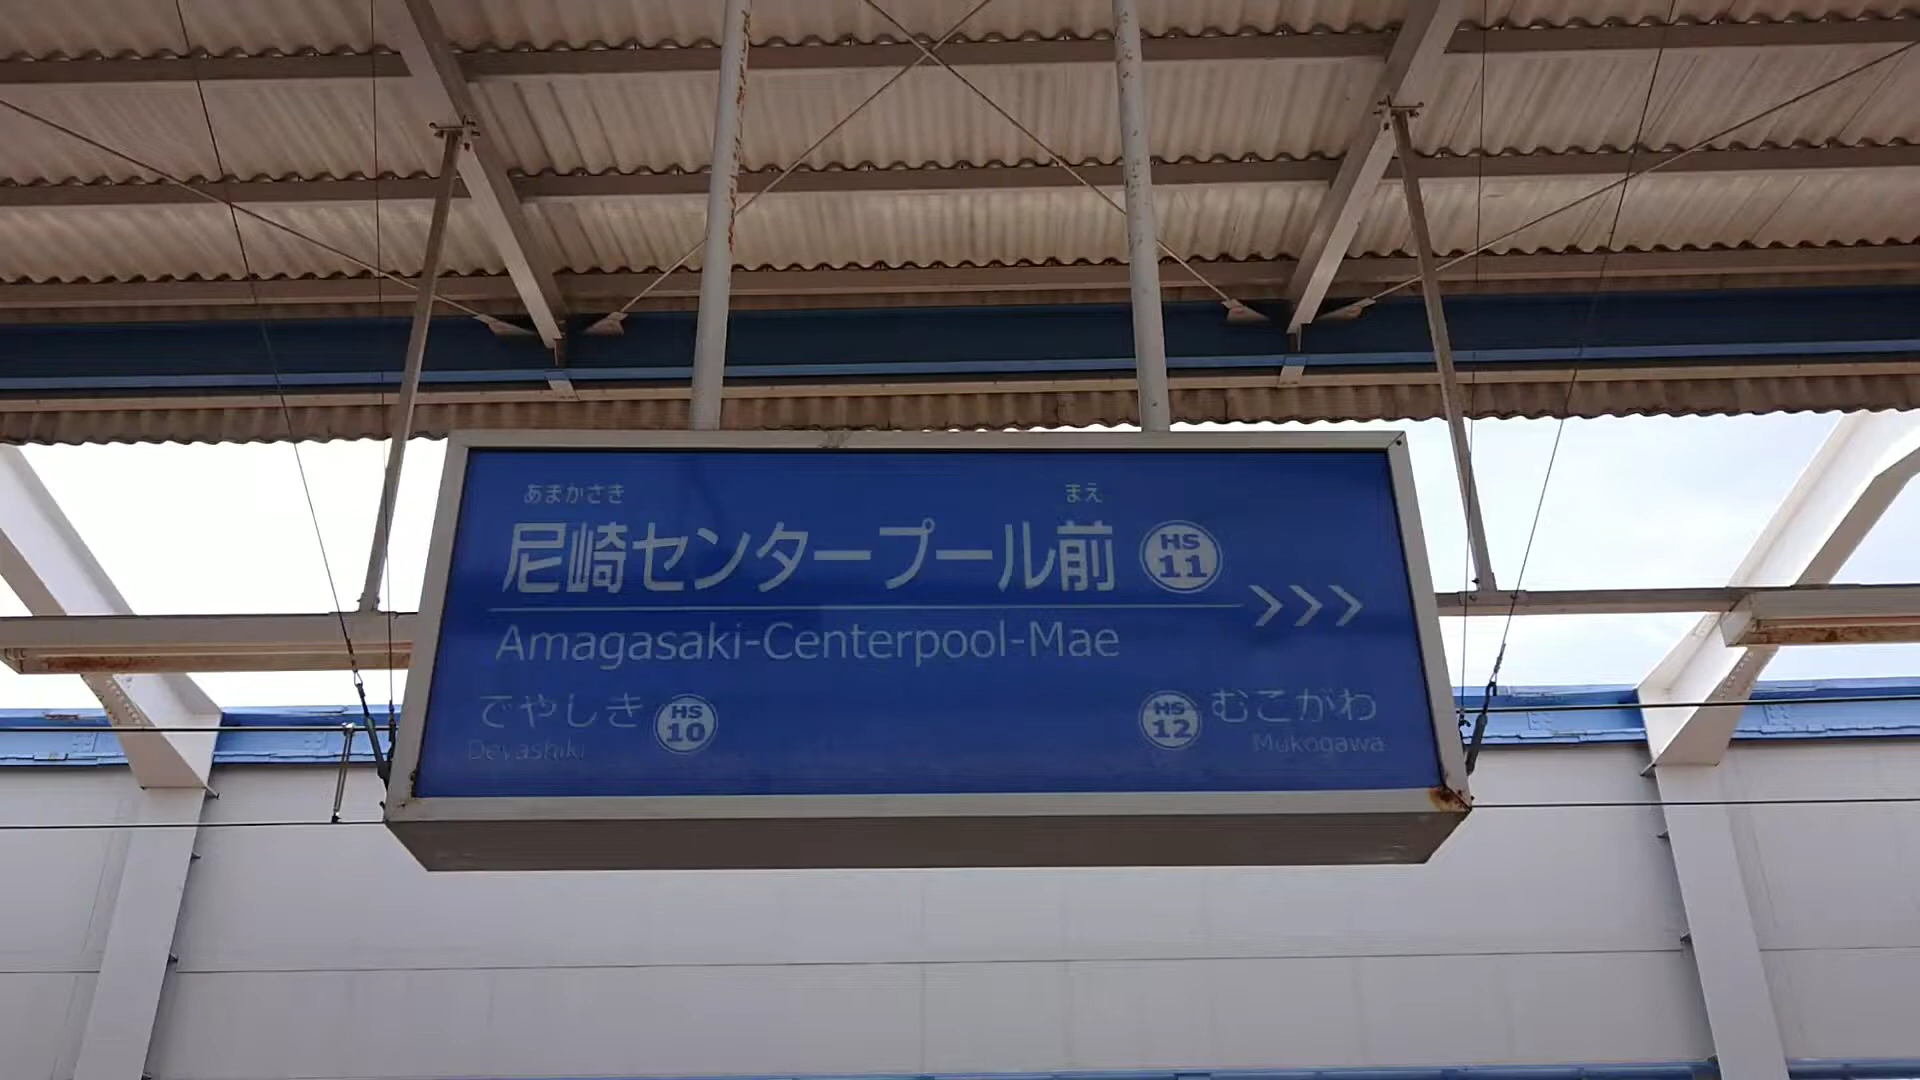 あまかさき まえ
尼崎センタープール前 HS 11
Amagasaki-Centerpool-Mae
でやしき HS 10 HS 12 むこがわ
Deyashiki Mukogawa